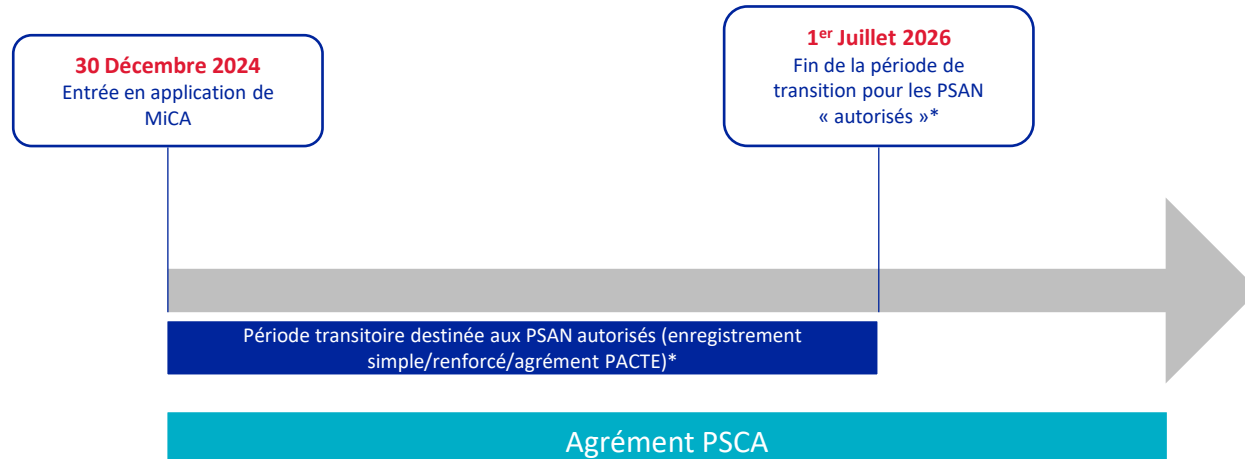 30 Décembre 2024
Entrée en application de
MiCA
1er Juillet 2026
Fin de la période de
transition pour les PSAN
« autorisés »*
Période transitoire destinée aux PSAN autorisés (enregistrement
simple/renforcé/agrément PACTE)*
Agrément PSCA